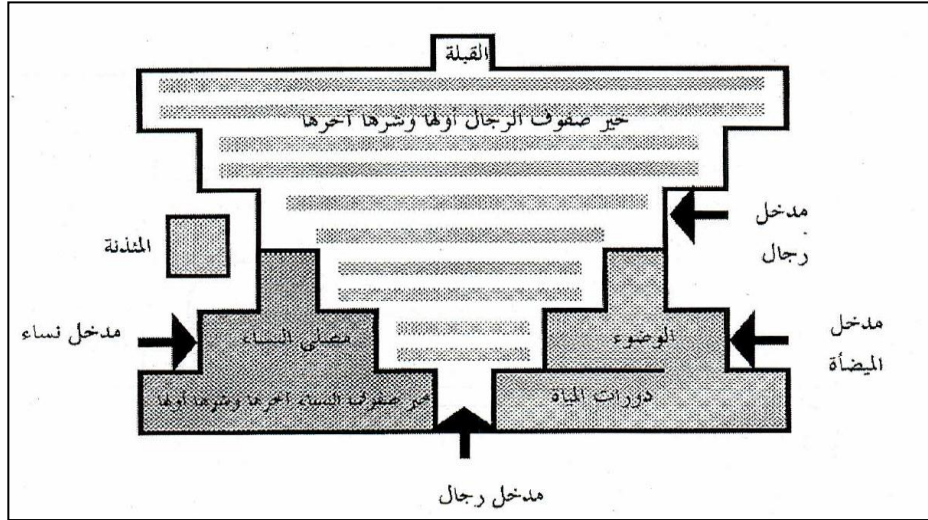 القبلة
خير صفوف الرجال أولها وشرها آخرها
مدخل
رجال
المئذنة
مدخل نساء
مصلى النساء
الوضوء
مدخل
الميضأة
خير صفوف النساء آخرها وشرها أولها
دورات المياة
مدخل رجال